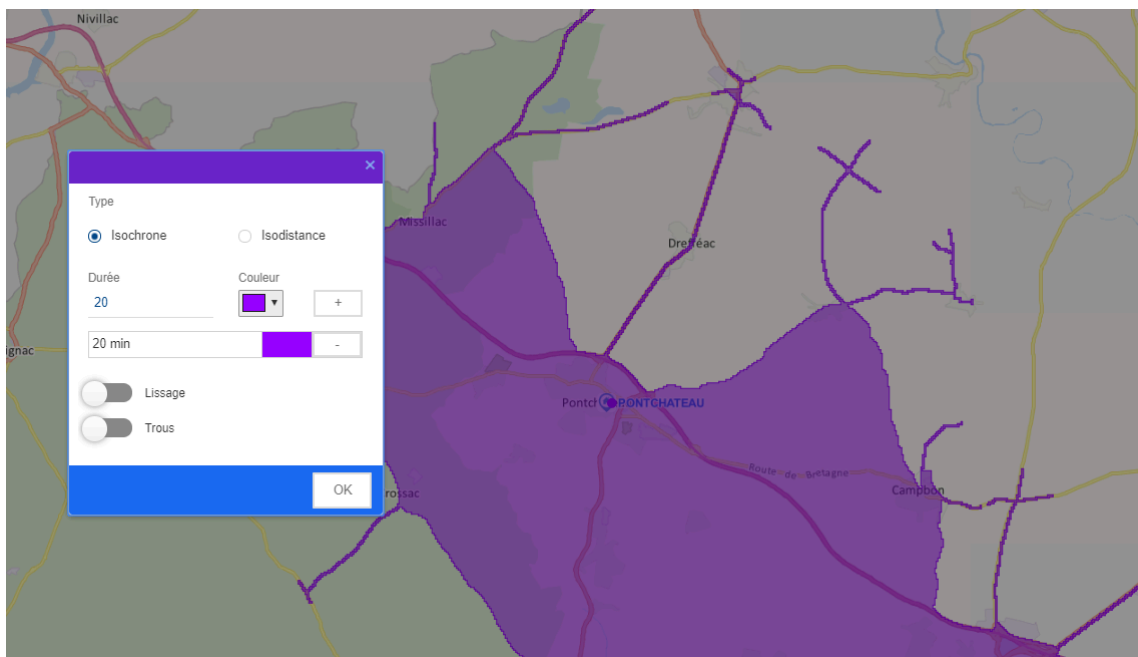 Nivillac
×
Type
Isochrone
Isodistance
Durée
Couleur
20
+
20 min
-
Lissage
Trous
OK
Missillac
Drefféac
ignac
Pontch
PONTCHATEAU
Route - de - Bretagne
Campbon
rossac